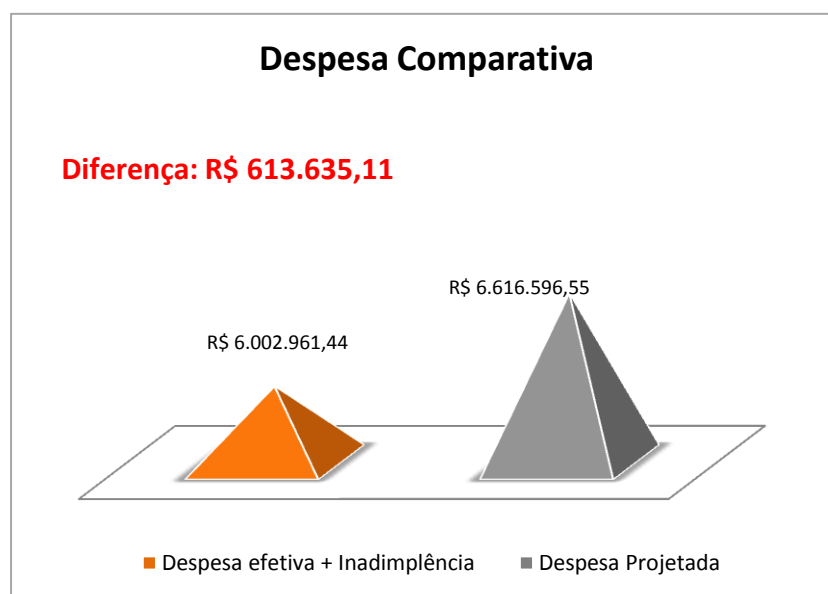 Despesa Comparativa
Diferença: R$ 613.635,11
R$ 6.616.596,55
R$ 6.002.961,44
Despesa efetiva + Inadimplência
Despesa Projetada